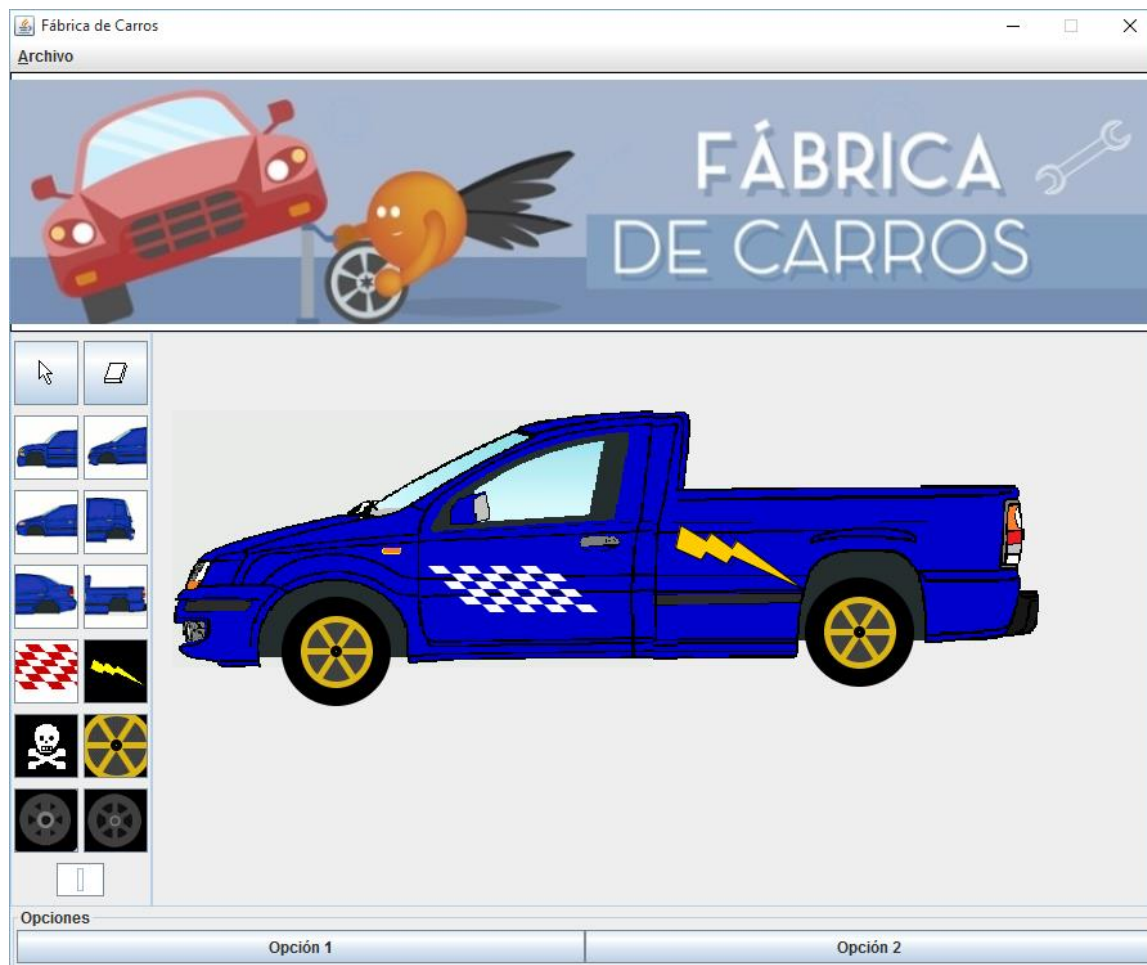 Fábrica de Carros
Archivo
FÁBRICA
DE CARROS
Opciones
Opción 1
Opción 2